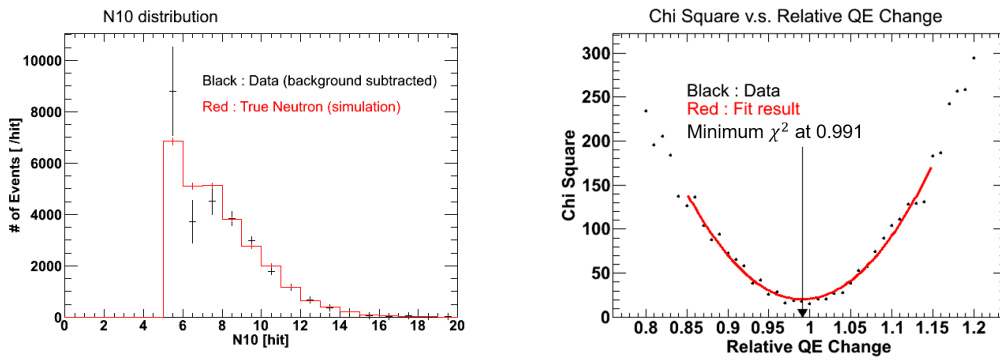 N10 distribution
# of Events [ /hit]
10000
8000
6000
4000
2000
0
Black : Data (background subtracted)
Red : True Neutron (simulation)
0 2 4 6 8 10 12 14 16 18 20
N10 [hit]
Chi Square v.s. Relative QE Change
Chi Square
300
250
200
150
100
50
0
Black : Data
Red : Fit result
Minimum χ² at 0.991
0.8 0.85 0.9 0.95 1 1.05 1.1 1.15 1.2
Relative QE Change